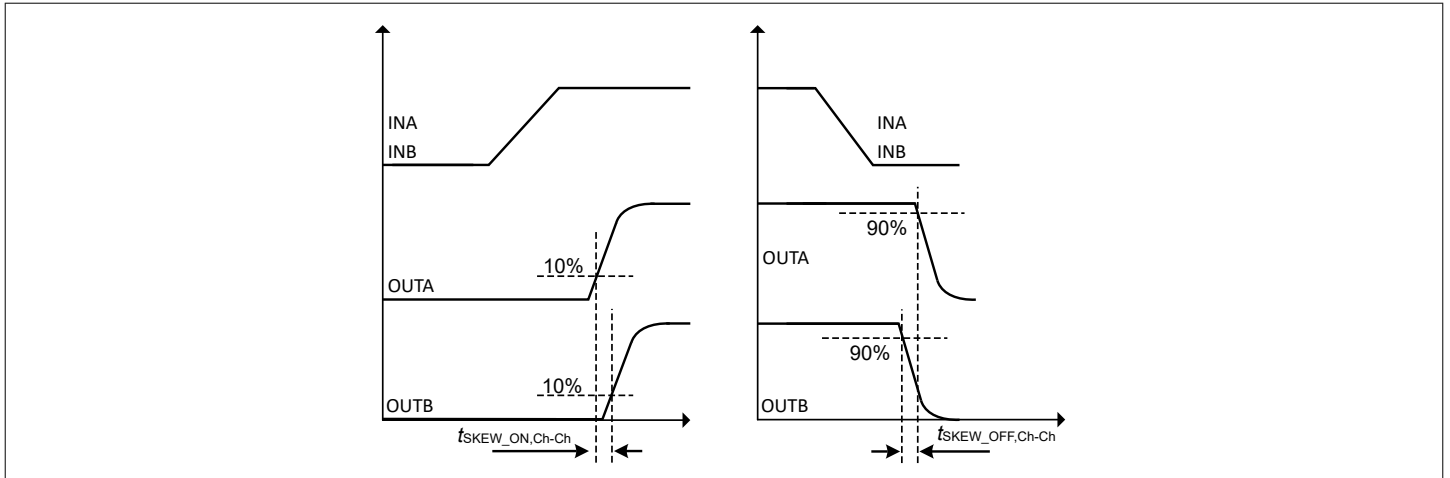 INA
INB
10%
OUTA
10%
OUTB
tSKEW_ON,Ch-Ch
INA
INB
90%
OUTA
90%
OUTB
tSKEW_OFF,Ch-Ch